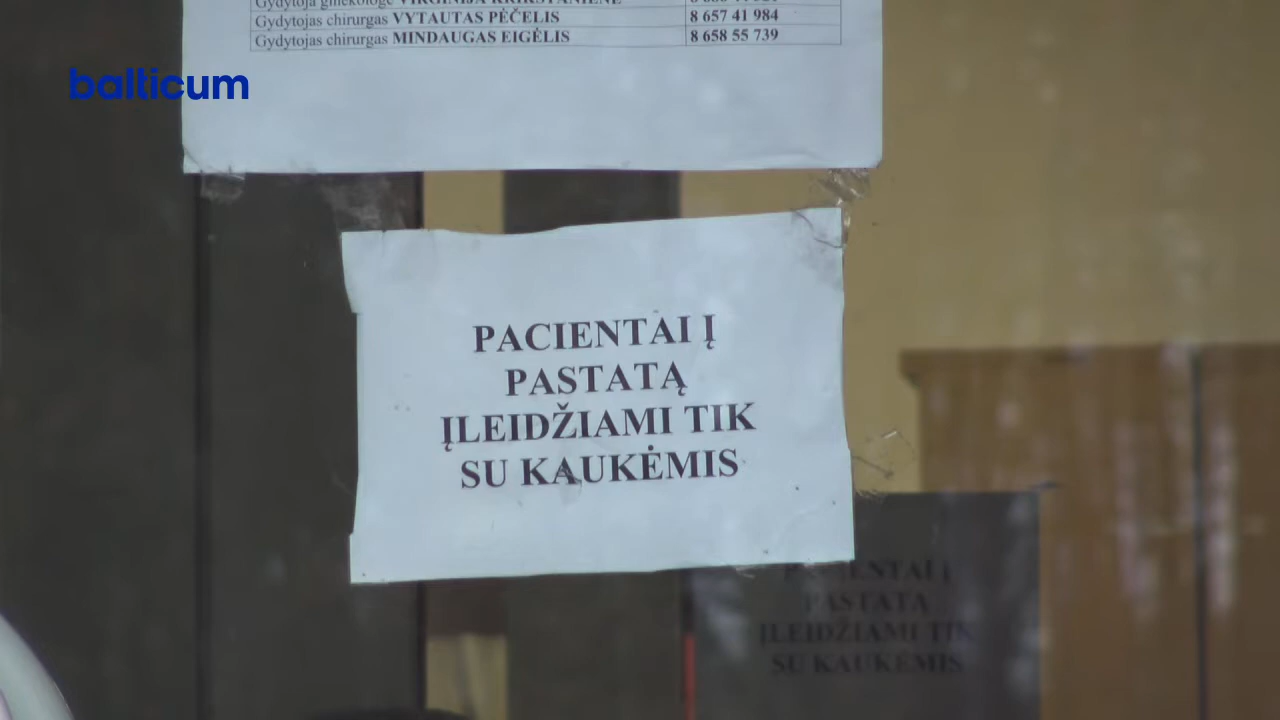 Gydytojas chirurgas VYTAUTAS PĖČELIS 8 657 41 984
Gydytojas chirurgas MINDAUGAS EIGĖLIS 8 658 55 739
balticum
PACIENTAI Į
PASTATĄ
ĮLEIDŽIAMI TIK
SU KAUKĖMIS
PACIENTAI Į
PASTATĄ
ĮLEIDŽIAMI TIK
SU KAUKĖMIS